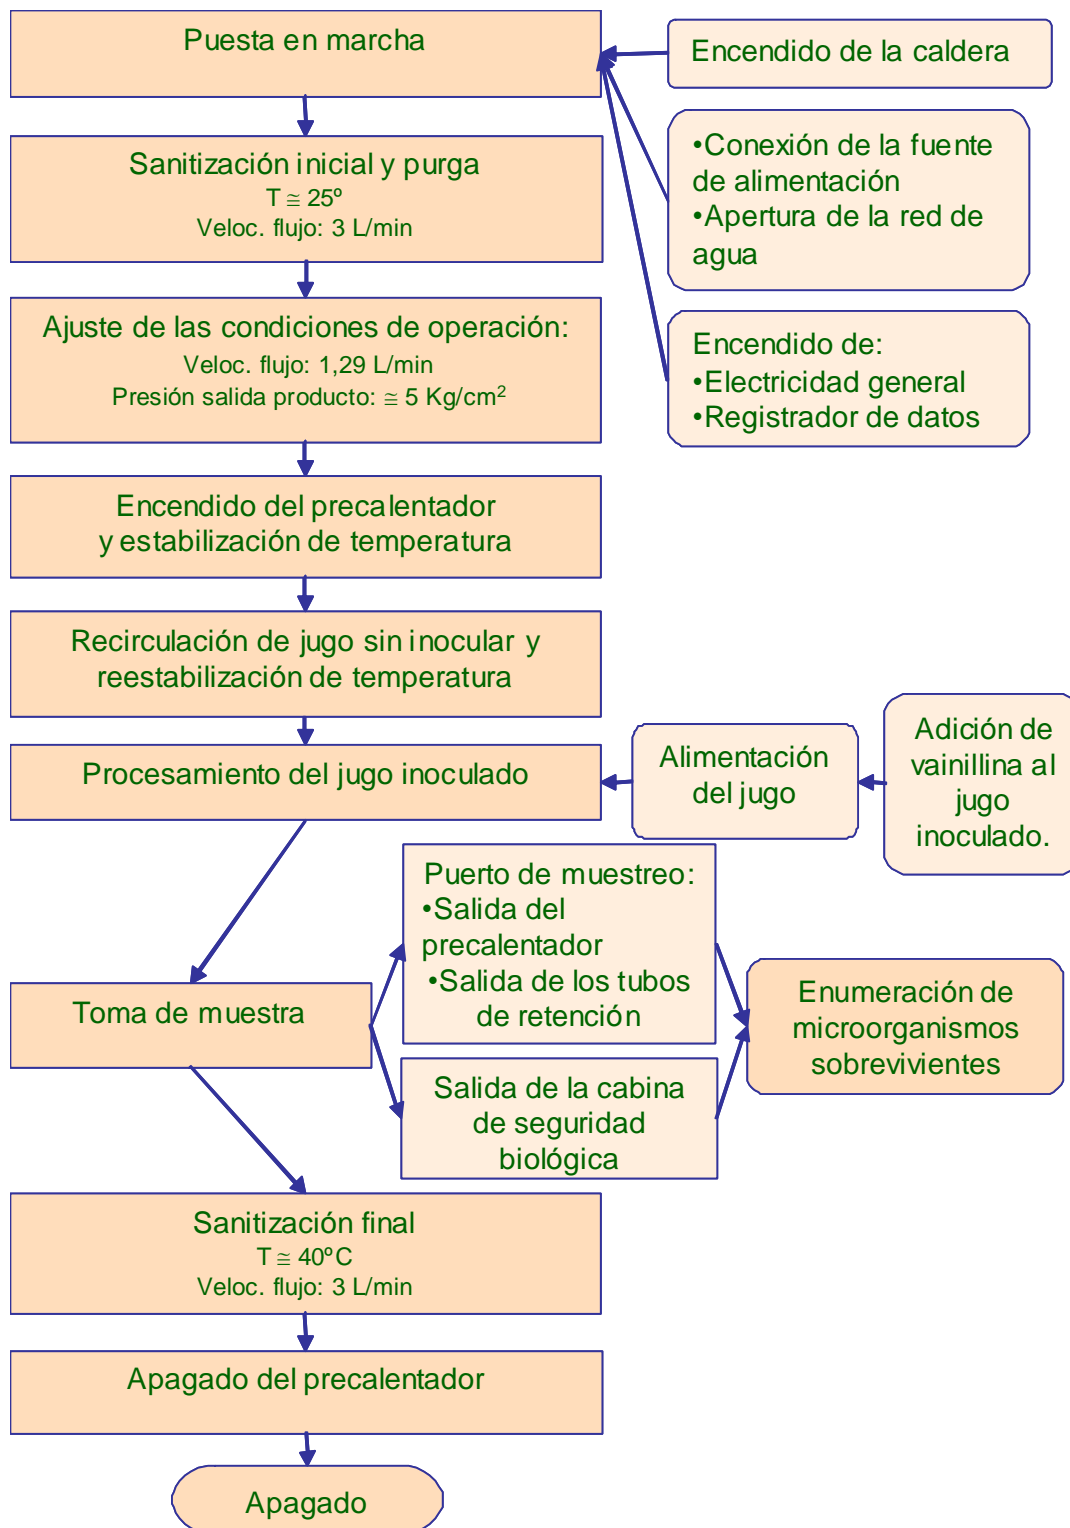 Puesta en marcha
Encendido de la caldera
Sanitización inicial y purga
T ≅ 25º
Veloc. flujo: 3 L/min
•Conexión de la fuente
de alimentación
•Apertura de la red de
agua
Ajuste de las condiciones de operación:
Veloc. flujo: 1,29 L/min
Presión salida producto: ≅ 5 Kg/cm²
Encendido de:
•Electricidad general
•Registrador de datos
Encendido del precalentador
y estabilización de temperatura
Recirculación de jugo sin inocular y
reestabilización de temperatura
Procesamiento del jugo inoculado
Alimentación
del jugo
Adición de
vainillina al
jugo
inoculado.
Puerto de muestreo:
•Salida del
precalentador
•Salida de los tubos
de retención
Toma de muestra
Enumeración de
microorganismos
sobrevivientes
Salida de la cabina
de seguridad
biológica
Sanitización final
T ≅ 40ºC
Veloc. flujo: 3 L/min
Apagado del precalentador
Apagado